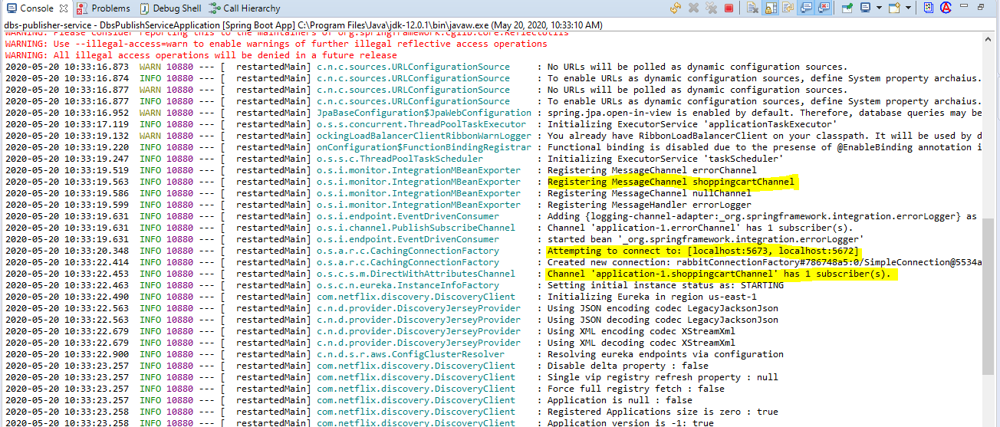 Console Problems Debug Shell Call Hierarchy
dbs-publisher-service - DbsPublishServiceApplication [Spring Boot App] C:\Program Files\Java\jdk-12.0.1\bin\javaw.exe (May 20, 2020, 10:33:10 AM)
WARNING: Please consider reporting this to the maintainers of org.springframework.cglib.core.ReflectUtils
WARNING: Use --illegal-access=warn to enable warnings of further illegal reflective access operations
WARNING: All illegal access operations will be denied in a future release
2020-05-20 10:33:16.873  WARN 10880 --- [  restartedMain] c.n.c.sources.URLConfigurationSource     : No URLs will be polled as dynamic configuration sources.
2020-05-20 10:33:16.874  INFO 10880 --- [  restartedMain] c.n.c.sources.URLConfigurationSource     : To enable URLs as dynamic configuration sources, define System property archaius.
2020-05-20 10:33:16.877  WARN 10880 --- [  restartedMain] c.n.c.sources.URLConfigurationSource     : No URLs will be polled as dynamic configuration sources.
2020-05-20 10:33:16.877  INFO 10880 --- [  restartedMain] c.n.c.sources.URLConfigurationSource     : To enable URLs as dynamic configuration sources, define System property archaius.
2020-05-20 10:33:16.952  WARN 10880 --- [  restartedMain] JpaBaseConfiguration$JpaWebConfiguration : spring.jpa.open-in-view is enabled by default. Therefore, database queries may be
2020-05-20 10:33:17.119  INFO 10880 --- [  restartedMain] o.s.s.concurrent.ThreadPoolTaskExecutor  : Initializing ExecutorService 'applicationTaskExecutor'
2020-05-20 10:33:19.132  WARN 10880 --- [  restartedMain] ockingLoadBalancerClientRibbonWarnLogger : You already have RibbonLoadBalancerClient on your classpath. It will be used by d
2020-05-20 10:33:19.220  INFO 10880 --- [  restartedMain] onConfiguration$FunctionBindingRegistrar : Functional binding is disabled due to the presense of @EnableBinding annotation i
2020-05-20 10:33:19.247  INFO 10880 --- [  restartedMain] o.s.s.c.ThreadPoolTaskScheduler          : Initializing ExecutorService 'taskScheduler'
2020-05-20 10:33:19.519  INFO 10880 --- [  restartedMain] o.s.i.monitor.IntegrationMBeanExporter   : Registering MessageChannel errorChannel
2020-05-20 10:33:19.563  INFO 10880 --- [  restartedMain] o.s.i.monitor.IntegrationMBeanExporter   : Registering MessageChannel shoppingcartChannel
2020-05-20 10:33:19.586  INFO 10880 --- [  restartedMain] o.s.i.monitor.IntegrationMBeanExporter   : Registering MessageChannel nullChannel
2020-05-20 10:33:19.599  INFO 10880 --- [  restartedMain] o.s.i.monitor.IntegrationMBeanExporter   : Registering MessageHandler errorLogger
2020-05-20 10:33:19.631  INFO 10880 --- [  restartedMain] o.s.i.endpoint.EventDrivenConsumer       : Adding {logging-channel-adapter:_org.springframework.integration.errorLogger} as
2020-05-20 10:33:19.631  INFO 10880 --- [  restartedMain] o.s.i.channel.PublishSubscribeChannel    : Channel 'application-1.errorChannel' has 1 subscriber(s).
2020-05-20 10:33:19.631  INFO 10880 --- [  restartedMain] o.s.i.endpoint.EventDrivenConsumer       : started bean '_org.springframework.integration.errorLogger'
2020-05-20 10:33:20.348  INFO 10880 --- [  restartedMain] o.s.a.r.c.CachingConnectionFactory       : Attempting to connect to: [localhost:5673, localhost:5672]
2020-05-20 10:33:22.414  INFO 10880 --- [  restartedMain] o.s.a.r.c.CachingConnectionFactory       : Created new connection: rabbitConnectionFactory#786748a5:0/SimpleConnection@5534a
2020-05-20 10:33:22.453  INFO 10880 --- [  restartedMain] o.s.c.s.m.DirectWithAttributesChannel    : Channel 'application-1.shoppingcartChannel' has 1 subscriber(s).
2020-05-20 10:33:22.463  INFO 10880 --- [  restartedMain] o.s.c.n.eureka.InstanceInfoFactory       : Setting initial instance status as: STARTING
2020-05-20 10:33:22.490  INFO 10880 --- [  restartedMain] com.netflix.discovery.DiscoveryClient    : Initializing Eureka in region us-east-1
2020-05-20 10:33:22.563  INFO 10880 --- [  restartedMain] c.n.d.provider.DiscoveryJerseyProvider   : Using JSON encoding codec LegacyJacksonJson
2020-05-20 10:33:22.563  INFO 10880 --- [  restartedMain] c.n.d.provider.DiscoveryJerseyProvider   : Using JSON decoding codec LegacyJacksonJson
2020-05-20 10:33:22.679  INFO 10880 --- [  restartedMain] c.n.d.provider.DiscoveryJerseyProvider   : Using XML encoding codec XStreamXml
2020-05-20 10:33:22.679  INFO 10880 --- [  restartedMain] c.n.d.provider.DiscoveryJerseyProvider   : Using XML decoding codec XStreamXml
2020-05-20 10:33:22.900  INFO 10880 --- [  restartedMain] c.n.d.s.r.aws.ConfigClusterResolver      : Resolving eureka endpoints via configuration
2020-05-20 10:33:23.257  INFO 10880 --- [  restartedMain] com.netflix.discovery.DiscoveryClient    : Disable delta property : false
2020-05-20 10:33:23.257  INFO 10880 --- [  restartedMain] com.netflix.discovery.DiscoveryClient    : Single vip registry refresh property : null
2020-05-20 10:33:23.257  INFO 10880 --- [  restartedMain] com.netflix.discovery.DiscoveryClient    : Force full registry fetch : false
2020-05-20 10:33:23.257  INFO 10880 --- [  restartedMain] com.netflix.discovery.DiscoveryClient    : Application is null : false
2020-05-20 10:33:23.258  INFO 10880 --- [  restartedMain] com.netflix.discovery.DiscoveryClient    : Registered Applications size is zero : true
2020-05-20 10:33:23.258  INFO 10880 --- [  restartedMain] com.netflix.discovery.DiscoveryClient    : Application version is -1: true